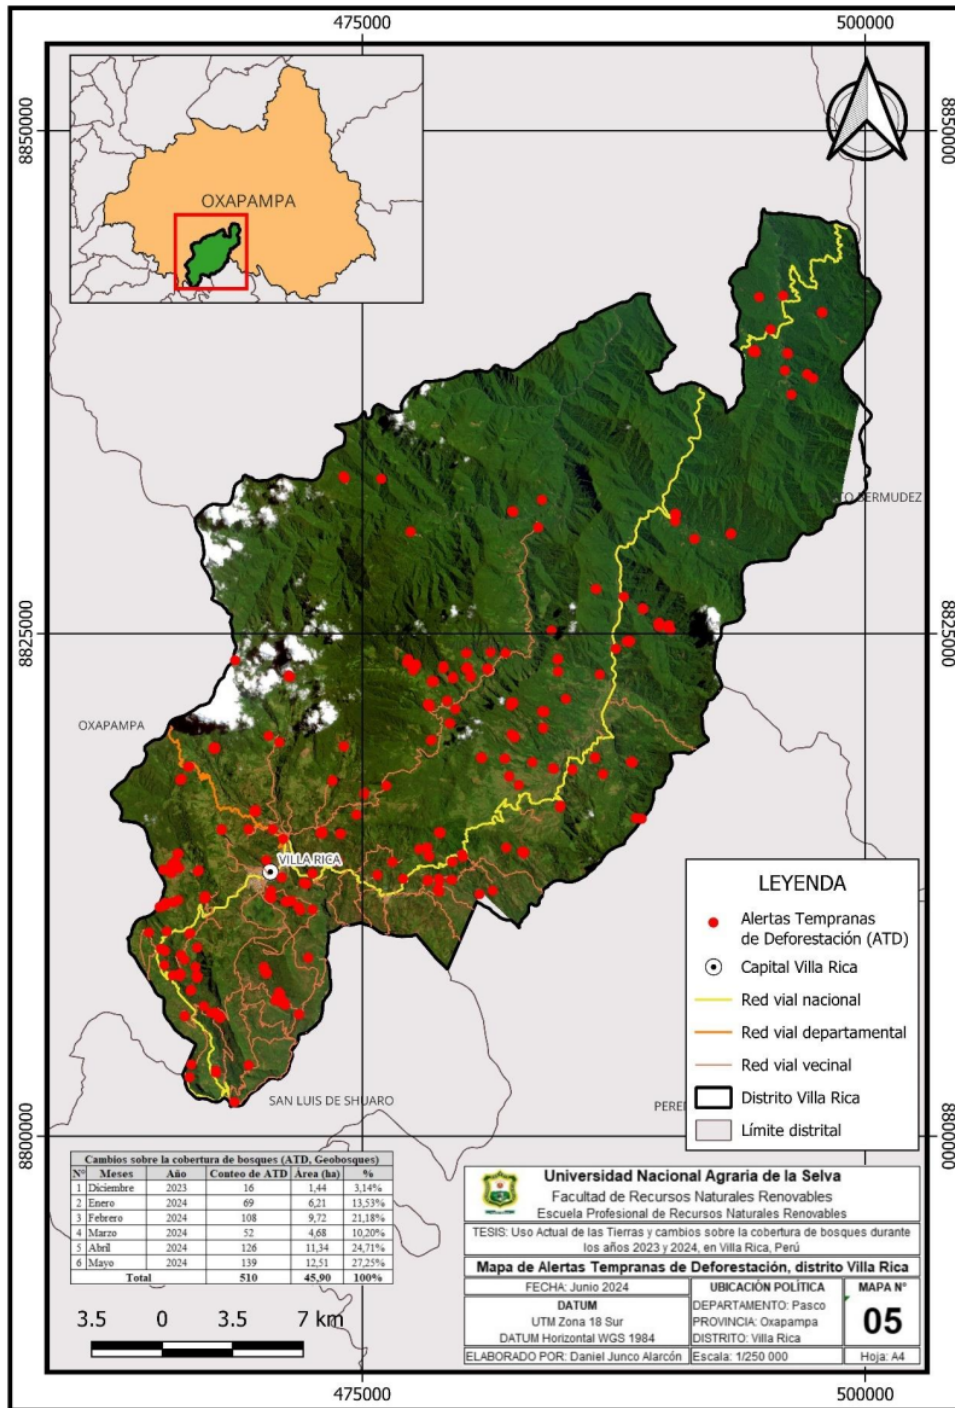 475000 500000
8850000 8850000
OXAPAMPA
TO BERMUDEZ
8825000 8825000
OXAPAMPA
VILLA RICA
SAN LUIS DE SHUARO
PERE
8800000 8800000
LEYENDA
Alertas Tempranas
de Deforestación (ATD)
Capital Villa Rica
Red vial nacional
Red vial departamental
Red vial vecinal
Distrito Villa Rica
Límite distrital
Cambios sobre la cobertura de bosques (ATD, Geobosques)
N° Meses Año Conteo de ATD Área (ha) %
1 Diciembre 2023 16 1,44 3,14%
2 Enero 2024 69 6,21 13,53%
3 Febrero 2024 108 9,72 21,18%
4 Marzo 2024 52 4,68 10,20%
5 Abril 2024 126 11,34 24,71%
6 Mayo 2024 139 12,51 27,25%
Total 510 45,90 100%
3.5 0 3.5 7 km
Universidad Nacional Agraria de la Selva
Facultad de Recursos Naturales Renovables
Escuela Profesional de Recursos Naturales Renovables
TESIS: Uso Actual de las Tierras y cambios sobre la cobertura de bosques durante
los años 2023 y 2024, en Villa Rica, Perú
Mapa de Alertas Tempranas de Deforestación, distrito Villa Rica
FECHA: Junio 2024
DATUM
UTM Zona 18 Sur
DATUM Horizontal WGS 1984
ELABORADO POR: Daniel Junco Alarcón
UBICACIÓN POLÍTICA
DEPARTAMENTO: Pasco
PROVINCIA: Oxapampa
DISTRITO: Villa Rica
Escala: 1/250 000
MAPA N°
05
Hoja: A4
475000 500000